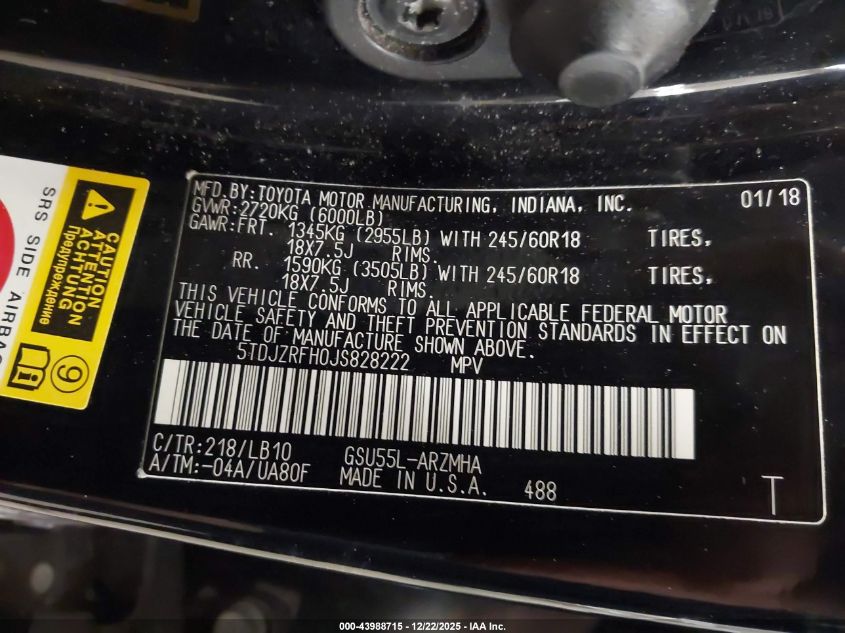 MFD.BY:TOYOTA MOTOR MANUFACTURING, INDIANA, INC. 01/18
GVWR:2720KG (6000LB)
GAWR:FRT. 1345KG (2955LB) WITH 245/60R18 TIRES,
18X7.5J RIMS.
RR. 1590KG (3505LB) WITH 245/60R18 TIRES,
18X7.5J RIMS.
THIS VEHICLE CONFORMS TO ALL APPLICABLE FEDERAL MOTOR
VEHICLE SAFETY AND THEFT PREVENTION STANDARDS IN EFFECT ON
THE DATE OF MANUFACTURE SHOWN ABOVE.
5TDJZRFH0JS828222 MPV
C/TR:218/LB10 GSU55L-ARZMHA
A/TM:-04A/UA80F MADE IN U.S.A. 488
T
SRS SIDE AIRBAG
CAUTION
ATTENTION
ACHTUNG
Предупреждение
9
000-43988715 - 12/22/2025 - IAA Inc.